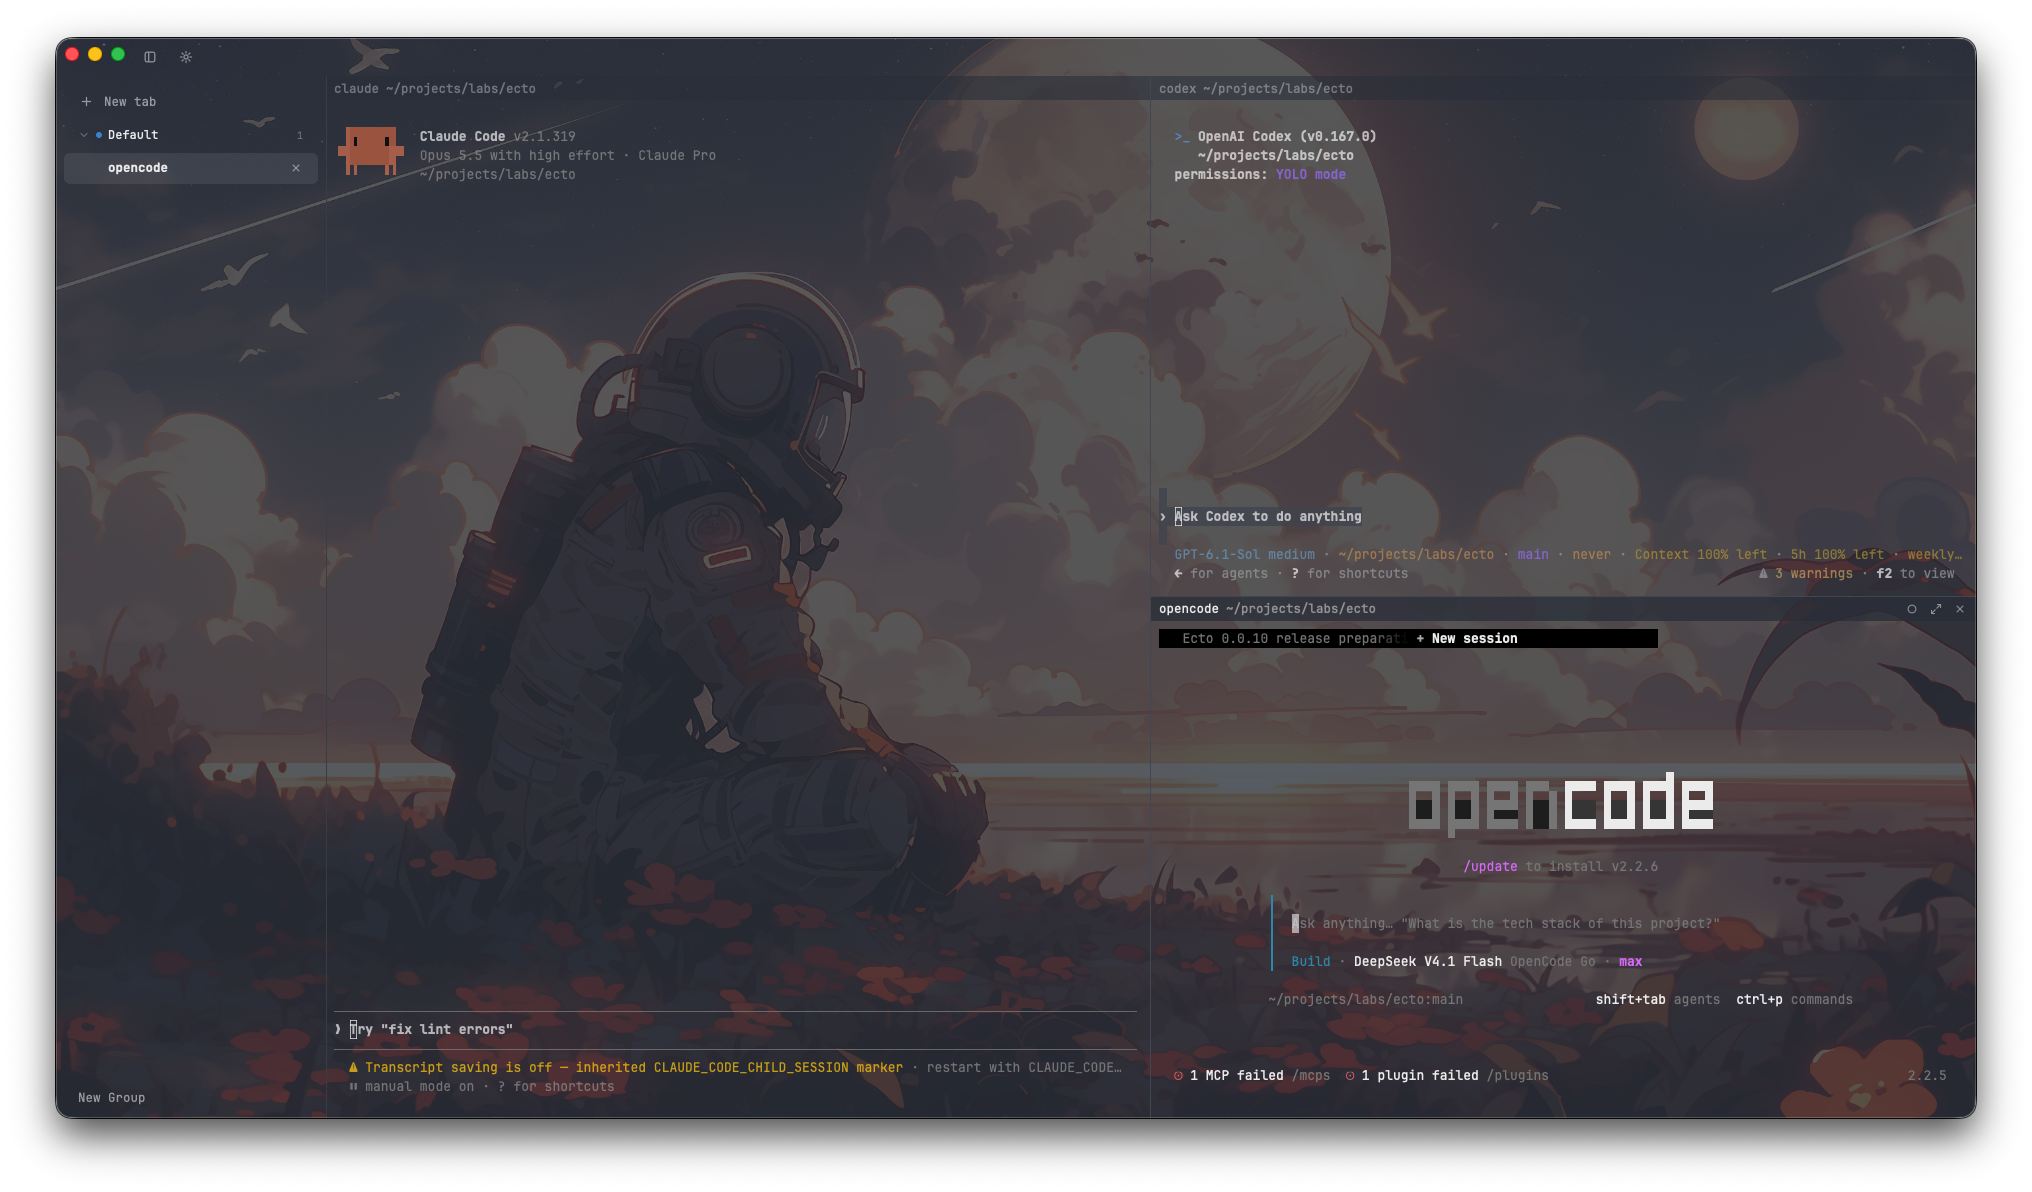 + New tab
Default 1
opencode ×
New Group
claude ~/projects/labs/ecto
Claude Code v2.1.319
Opus 5.5 with high effort · Claude Pro
~/projects/labs/ecto
❯ Try "fix lint errors"
⚠ Transcript saving is off — inherited CLAUDE_CODE_CHILD_SESSION marker · restart with CLAUDE_CODE…
⏸ manual mode on · ? for shortcuts
codex ~/projects/labs/ecto
>_ OpenAI Codex (v0.167.0)
~/projects/labs/ecto
permissions: YOLO mode
› Ask Codex to do anything
GPT-6.1-Sol medium · ~/projects/labs/ecto · main · never · Context 100% left · 5h 100% left · weekly…
← for agents · ? for shortcuts ⚠ 3 warnings · f2 to view
opencode ~/projects/labs/ecto
Ecto 0.0.10 release preparati + New session
opencode
/update to install v2.2.6
Ask anything… "What is the tech stack of this project?"
Build · DeepSeek V4.1 Flash OpenCode Go · max
~/projects/labs/ecto:main shift+tab agents ctrl+p commands
⊙ 1 MCP failed /mcps ⊙ 1 plugin failed /plugins 2.2.5